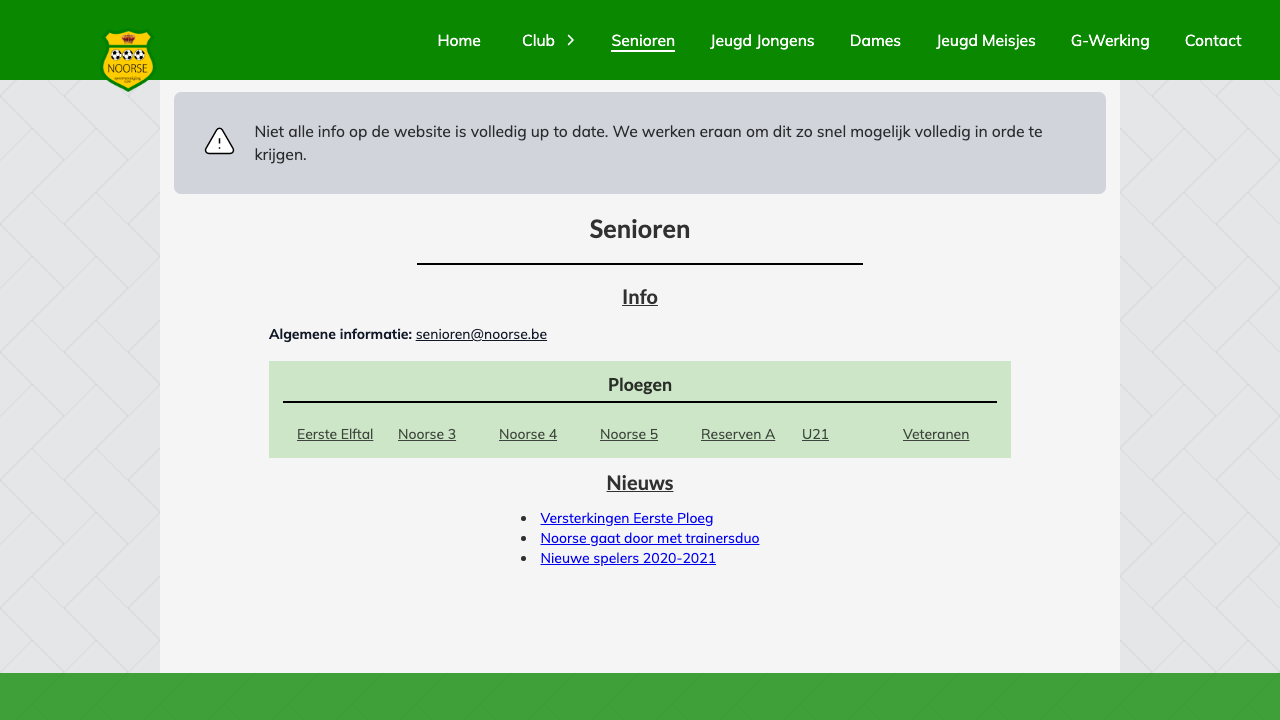 NOORSE
Home
Club
Senioren
Jeugd Jongens
Dames
Jeugd Meisjes
G-Werking
Contact
Niet alle info op de website is volledig up to date. We werken eraan om dit zo snel mogelijk volledig in orde te
krijgen.
Senioren
Info
Algemene informatie: senioren@noorse.be
Ploegen
Eerste Elftal
Noorse 3
Noorse 4
Noorse 5
Reserven A
U21
Veteranen
Nieuws
Versterkingen Eerste Ploeg
Noorse gaat door met trainersduo
Nieuwe spelers 2020-2021